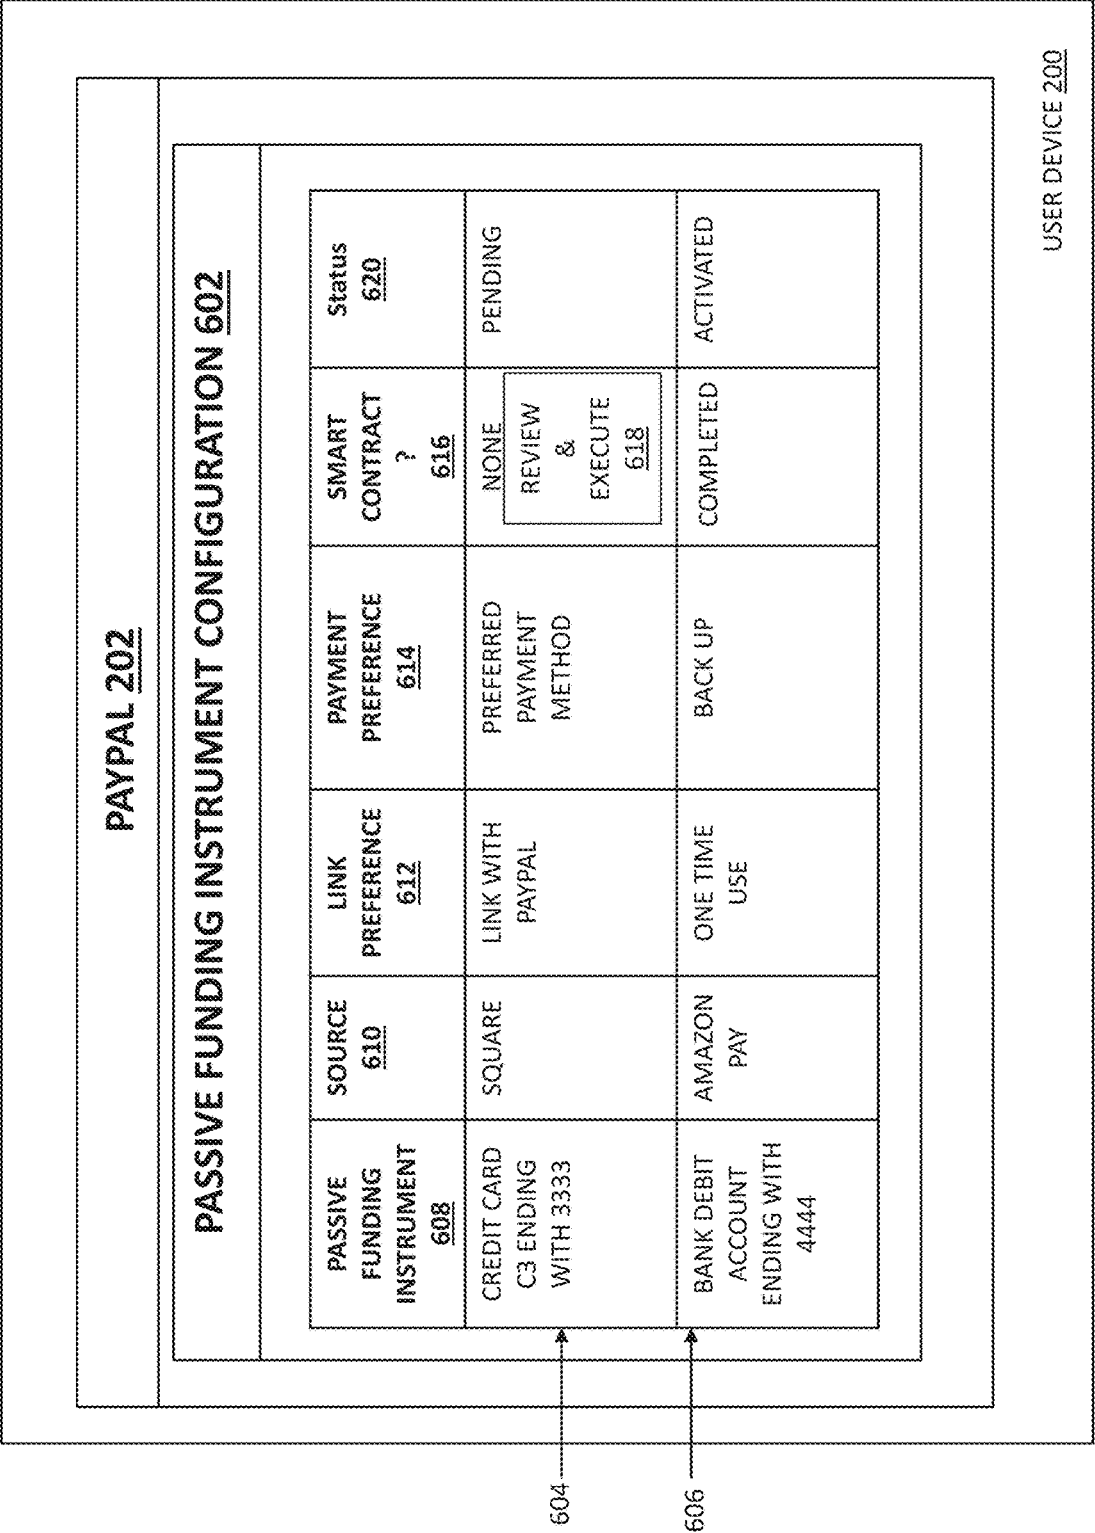 PAYPAL 202
PASSIVE FUNDING INSTRUMENT CONFIGURATION 602
PASSIVE
FUNDING
INSTRUMENT
608
SOURCE
610
LINK
PREFERENCE
612
PAYMENT
PREFERENCE
614
SMART
CONTRACT
?
616
Status
620
604
CREDIT CARD
C3 ENDING
WITH 3333
SQUARE
LINK WITH
PAYPAL
PREFERRED
PAYMENT
METHOD
NONE
REVIEW
&
EXECUTE
618
PENDING
606
BANK DEBIT
ACCOUNT
ENDING WITH
4444
AMAZON
PAY
ONE TIME
USE
BACK UP
COMPLETED
ACTIVATED
USER DEVICE 200